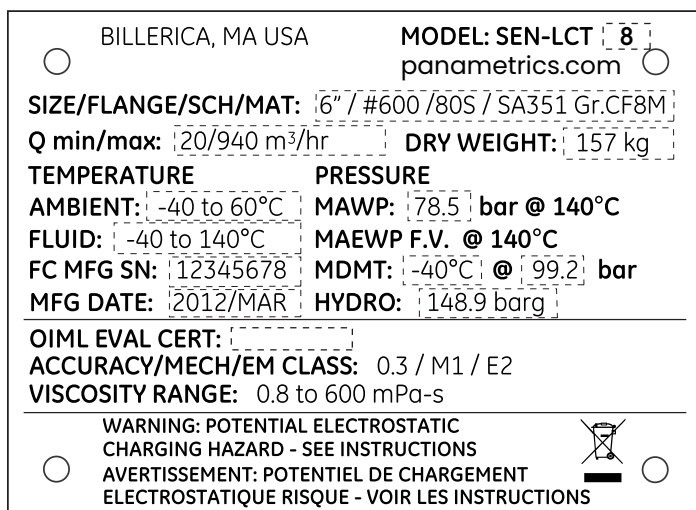 BILLERICA, MA USA
MODEL: SEN-LCT 8
panametrics.com
SIZE/FLANGE/SCH/MAT: 6” / #600 /80S / SA351 Gr.CF8M
Q min/max: 20/940 m³/hr DRY WEIGHT: 157 kg
TEMPERATURE PRESSURE
AMBIENT: -40 to 60°C MAWP: 78.5 bar @ 140°C
FLUID: -40 to 140°C MAEWP F.V. @ 140°C
FC MFG SN: 12345678 MDMT: -40°C @ 99.2 bar
MFG DATE: 2012/MAR HYDRO: 148.9 barg
OIML EVAL CERT:
ACCURACY/MECH/EM CLASS: 0.3 / M1 / E2
VISCOSITY RANGE: 0.8 to 600 mPa-s
WARNING: POTENTIAL ELECTROSTATIC
CHARGING HAZARD - SEE INSTRUCTIONS
AVERTISSEMENT: POTENTIEL DE CHARGEMENT
ELECTROSTATIQUE RISQUE - VOIR LES INSTRUCTIONS